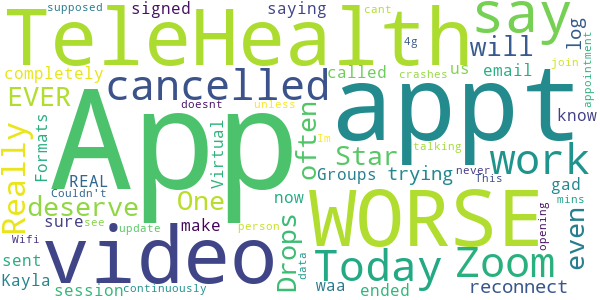 supposed signed saying cant
TeleHealth say
4g log
completely cancelled will join
called us email crashes unless
EVER App appt appointment
Formats Really often doesnt Virtual Im know
Star trying work talking
REAL Groups never This
Couldn't One
deserve WORSE even gad
sure see make now mins
Wifi update Drops person
sent video Today Zoom opening
Kayla waa reconnect
session continuously data ended